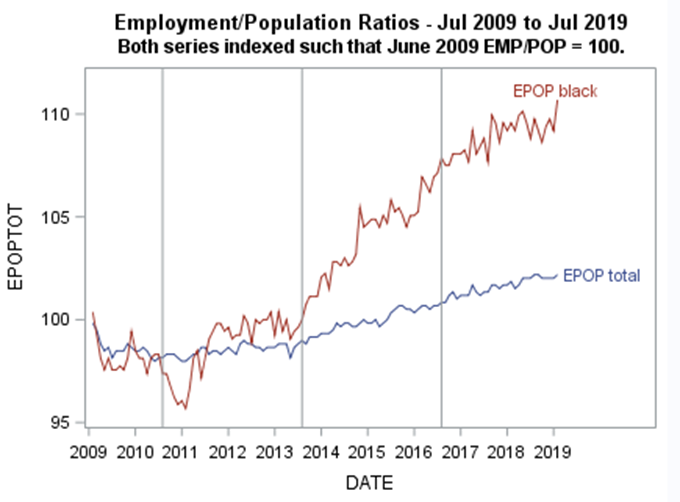 Employment/Population Ratios - Jul 2009 to Jul 2019
Both series indexed such that June 2009 EMP/POP = 100.
EPOP black
110
105
EPOPTOT
EPOP total
100
95
2009 2010 2011 2012 2013 2014 2015 2016 2017 2018 2019
DATE